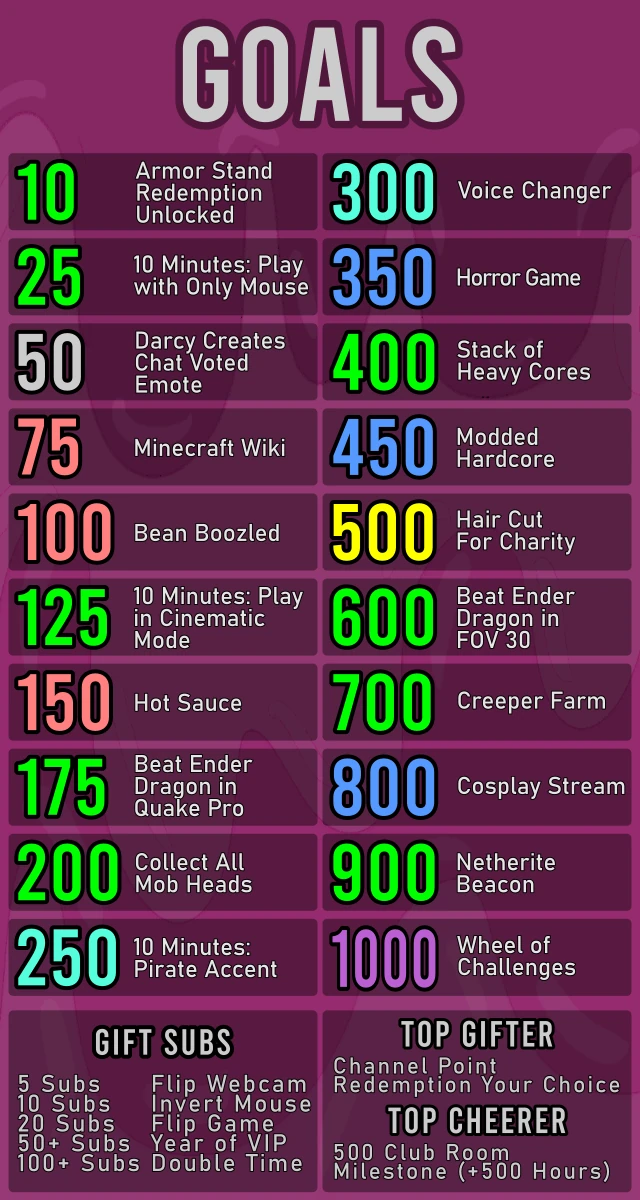 GOALS
10
Armor Stand
Redemption
Unlocked
25
10 Minutes: Play
with Only Mouse
50
Darcy Creates
Chat Voted
Emote
75
Minecraft Wiki
100
Bean Boozled
125
10 Minutes: Play
in Cinematic
Mode
150
Hot Sauce
175
Beat Ender
Dragon in
Quake Pro
200
Collect All
Mob Heads
250
10 Minutes:
Pirate Accent
300
Voice Changer
350
Horror Game
400
Stack of
Heavy Cores
450
Modded
Hardcore
500
Hair Cut
For Charity
600
Beat Ender
Dragon in
FOV 30
700
Creeper Farm
800
Cosplay Stream
900
Netherite
Beacon
1000
Wheel of
Challenges
GIFT SUBS
5 Subs Flip Webcam
10 Subs Invert Mouse
20 Subs Flip Game
50+ Subs Year of VIP
100+ Subs Double Time
TOP GIFTER
Channel Point
Redemption Your Choice
TOP CHEERER
500 Club Room
Milestone (+500 Hours)